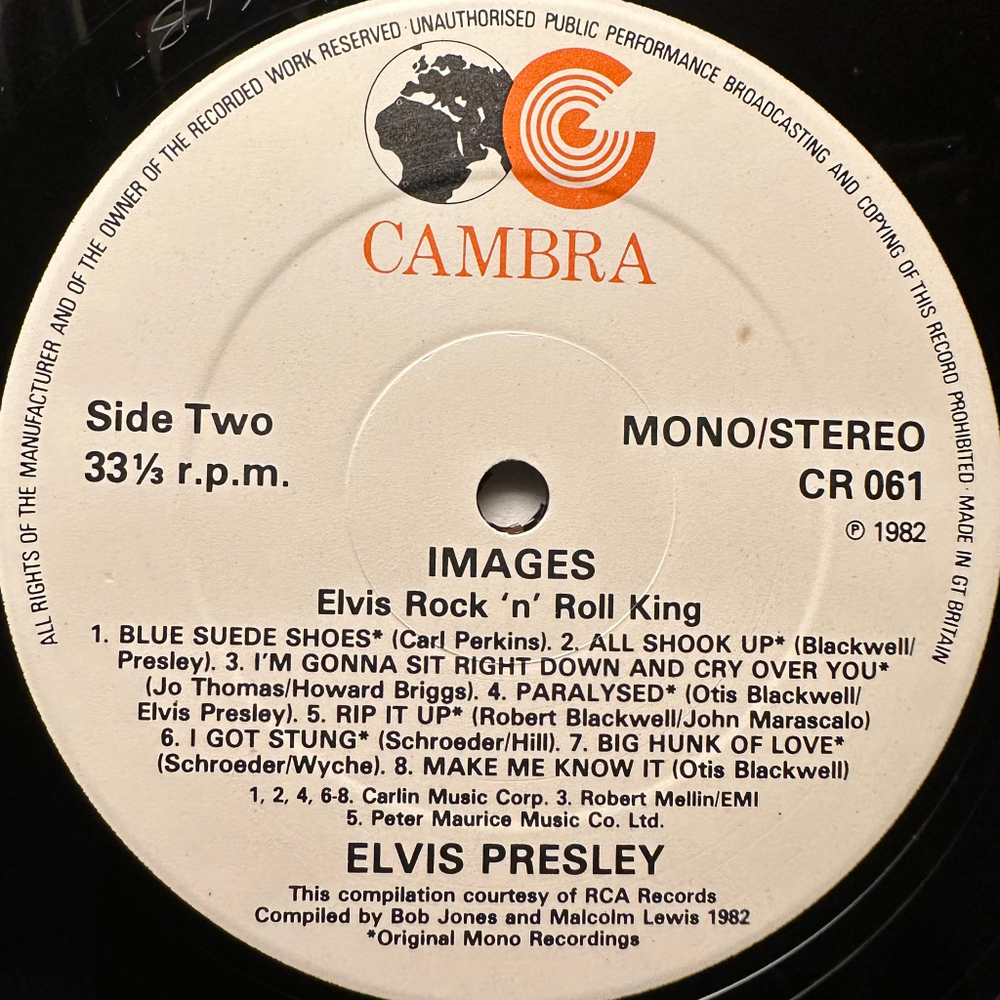 ALL RIGHTS OF THE MANUFACTURER AND OF THE OWNER OF THE RECORDED WORK RESERVED · UNAUTHORISED PUBLIC PERFORMANCE BROADCASTING AND COPYING OF THIS RECORD PROHIBITED · MADE IN GT BRITAIN
CAMBRA
Side Two
33⅓ r.p.m.
MONO/STEREO
CR 061
℗ 1982
IMAGES
Elvis Rock ‘n’ Roll King
1. BLUE SUEDE SHOES* (Carl Perkins). 2. ALL SHOOK UP* (Blackwell/
Presley). 3. I’M GONNA SIT RIGHT DOWN AND CRY OVER YOU*
(Jo Thomas/Howard Briggs). 4. PARALYSED* (Otis Blackwell/
Elvis Presley). 5. RIP IT UP* (Robert Blackwell/John Marascalo)
6. I GOT STUNG* (Schroeder/Hill). 7. BIG HUNK OF LOVE*
(Schroeder/Wyche). 8. MAKE ME KNOW IT (Otis Blackwell)
1, 2, 4, 6-8. Carlin Music Corp. 3. Robert Mellin/EMI
5. Peter Maurice Music Co. Ltd.
ELVIS PRESLEY
This compilation courtesy of RCA Records
Compiled by Bob Jones and Malcolm Lewis 1982
*Original Mono Recordings